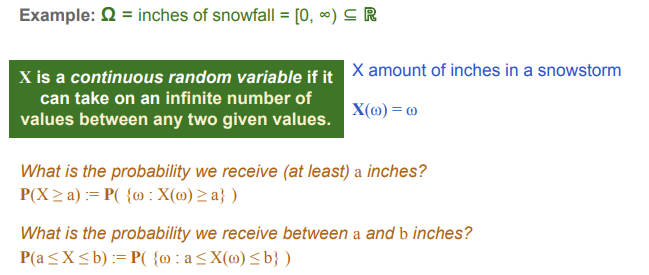 Example: Ω = inches of snowfall = [0, ∞) ⊆ ℝ
X is a continuous random variable if it
can take on an infinite number of
values between any two given values.
X amount of inches in a snowstorm
X(ω) = ω
What is the probability we receive (at least) a inches?
P(X ≥ a) := P( {ω : X(ω) ≥ a} )
What is the probability we receive between a and b inches?
P(a ≤ X ≤ b) := P( {ω : a ≤ X(ω) ≤ b} )